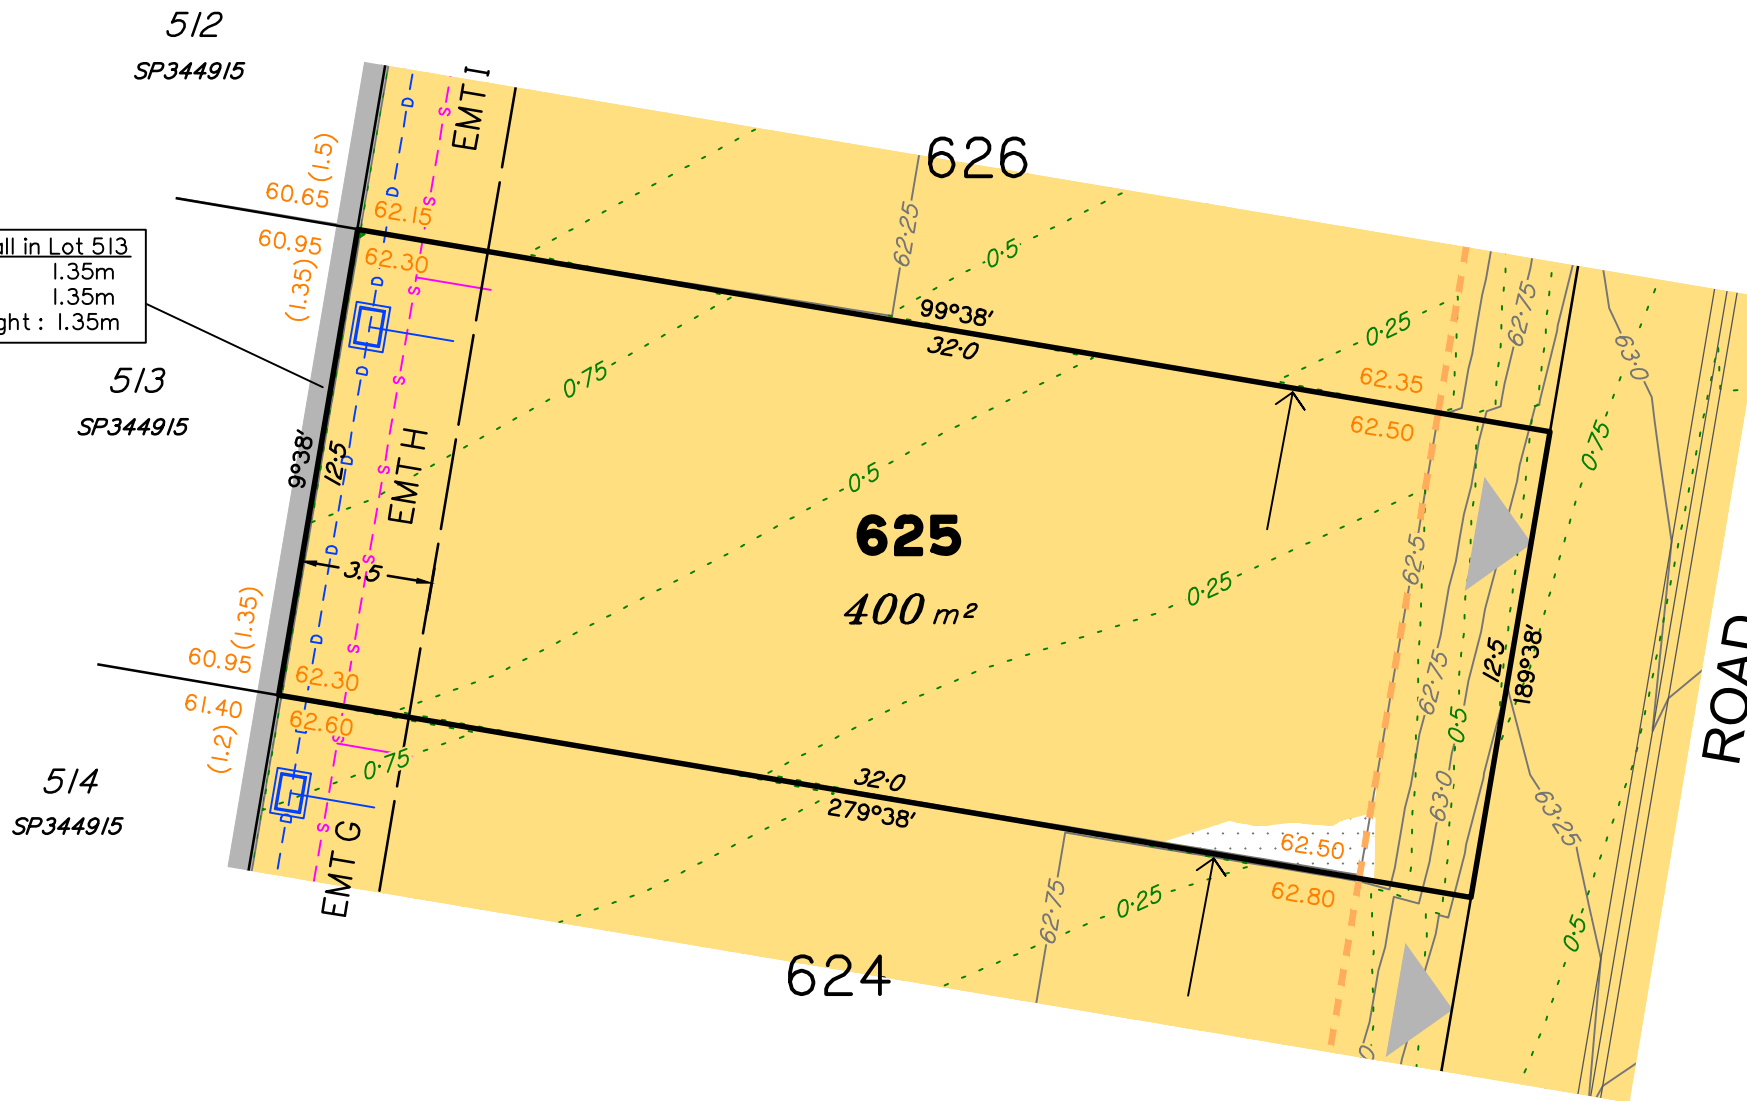 512
SP344915
EMT I
626
(1.5)
60.65
62.15
60.95
62.30
(1.35)
all in Lot 513
1.35m
1.35m
ght : 1.35m
62·25
0·5
99°38'
32·0
0·25
62·75
63·0
62.35
62.50
0·75
513
SP344915
0·75
9°38'
12·5
EMT H
0·5
625
400 m²
3.5
0·25
62·5
0·75
62·75
0·5
12·5
189°38'
ROAD
(1.35)
60.95
62.30
61.40
62.60
(1.2)
0·75
514
SP344915
EMT G
32·0
279°38'
62.50
62.80
63·0
63·25
62·75
0·25
0·5
624
D
D
D
D
D
D
D
D
S
S
S
S
S
S
S
S
S
S